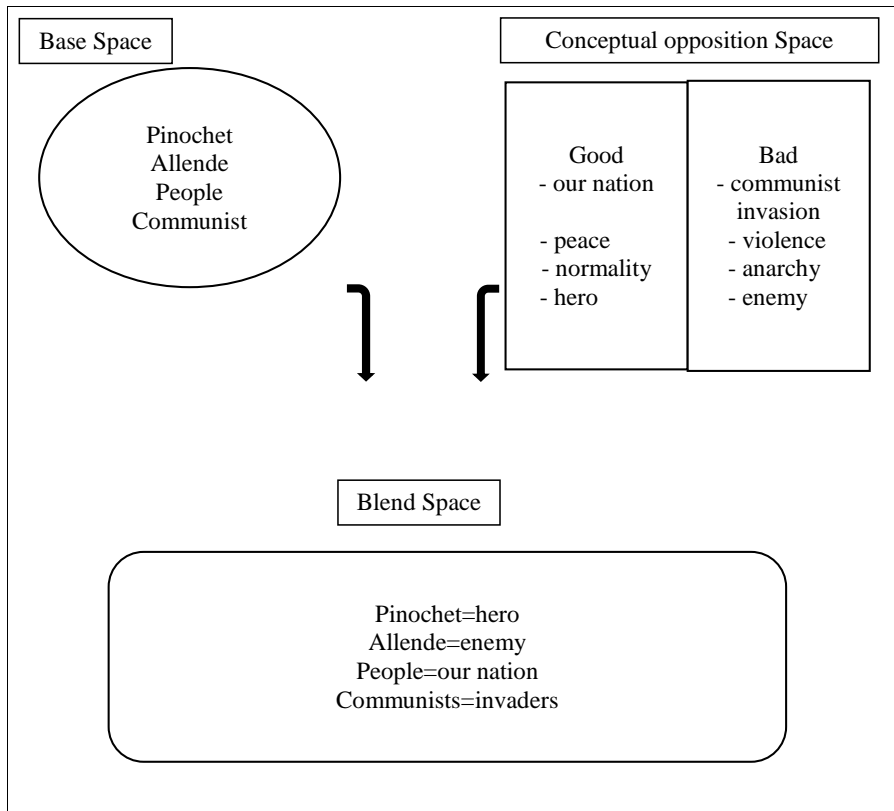 Base Space
Pinochet
Allende
People
Communist
Conceptual opposition Space
Good
- our nation
- peace
- normality
- hero
Bad
- communist
invasion
- violence
- anarchy
- enemy
Blend Space
Pinochet=hero
Allende=enemy
People=our nation
Communists=invaders